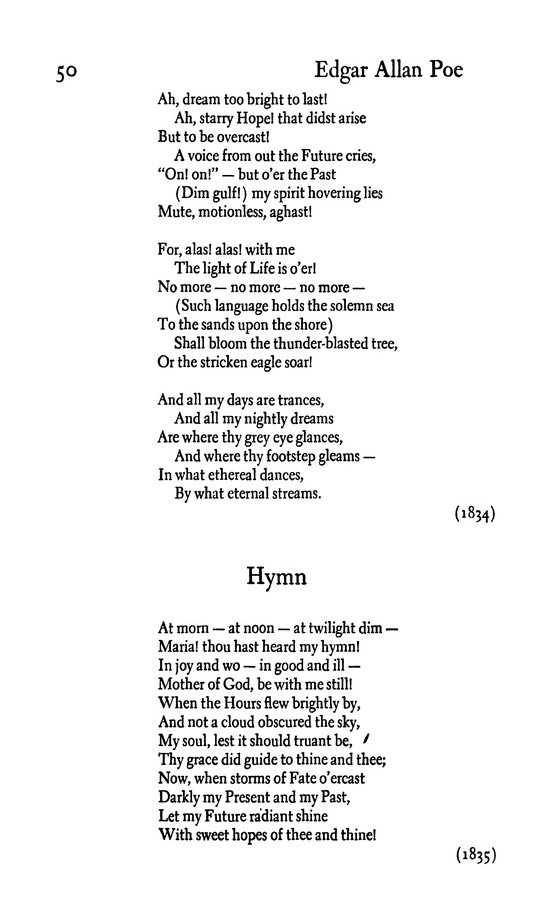 50
Edgar Allan Poe
Ah, dream too bright to last!
Ah, starry Hope! that didst arise
But to be overcast!
A voice from out the Future cries,
“On! on!” — but o’er the Past
(Dim gulf!) my spirit hovering lies
Mute, motionless, aghast!
For, alas! alas! with me
The light of Life is o’er!
No more — no more — no more —
(Such language holds the solemn sea
To the sands upon the shore)
Shall bloom the thunder-blasted tree,
Or the stricken eagle soar!
And all my days are trances,
And all my nightly dreams
Are where thy grey eye glances,
And where thy footstep gleams —
In what ethereal dances,
By what eternal streams.
(1834)
Hymn
At morn — at noon — at twilight dim —
Maria! thou hast heard my hymn!
In joy and wo — in good and ill —
Mother of God, be with me still!
When the Hours flew brightly by,
And not a cloud obscured the sky,
My soul, lest it should truant be,
Thy grace did guide to thine and thee;
Now, when storms of Fate o’ercast
Darkly my Present and my Past,
Let my Future radiant shine
With sweet hopes of thee and thine!
(1835)